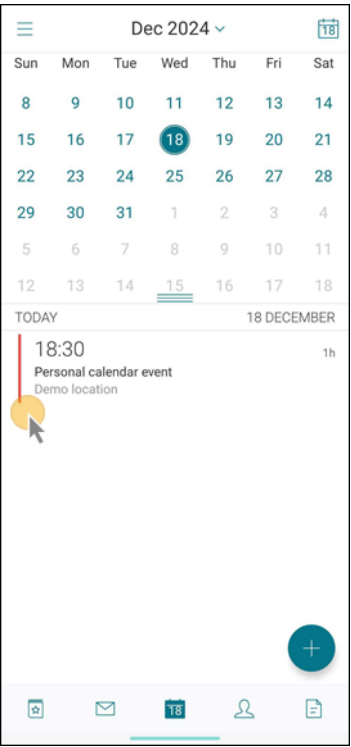 Dec 2024
18
Sun Mon Tue Wed Thu Fri Sat
8 9 10 11 12 13 14
15 16 17 18 19 20 21
22 23 24 25 26 27 28
29 30 31 1 2 3 4
5 6 7 8 9 10 11
12 13 14 15 16 17 18
TODAY 18 DECEMBER
18:30 1h
Personal calendar event
Demo location
18